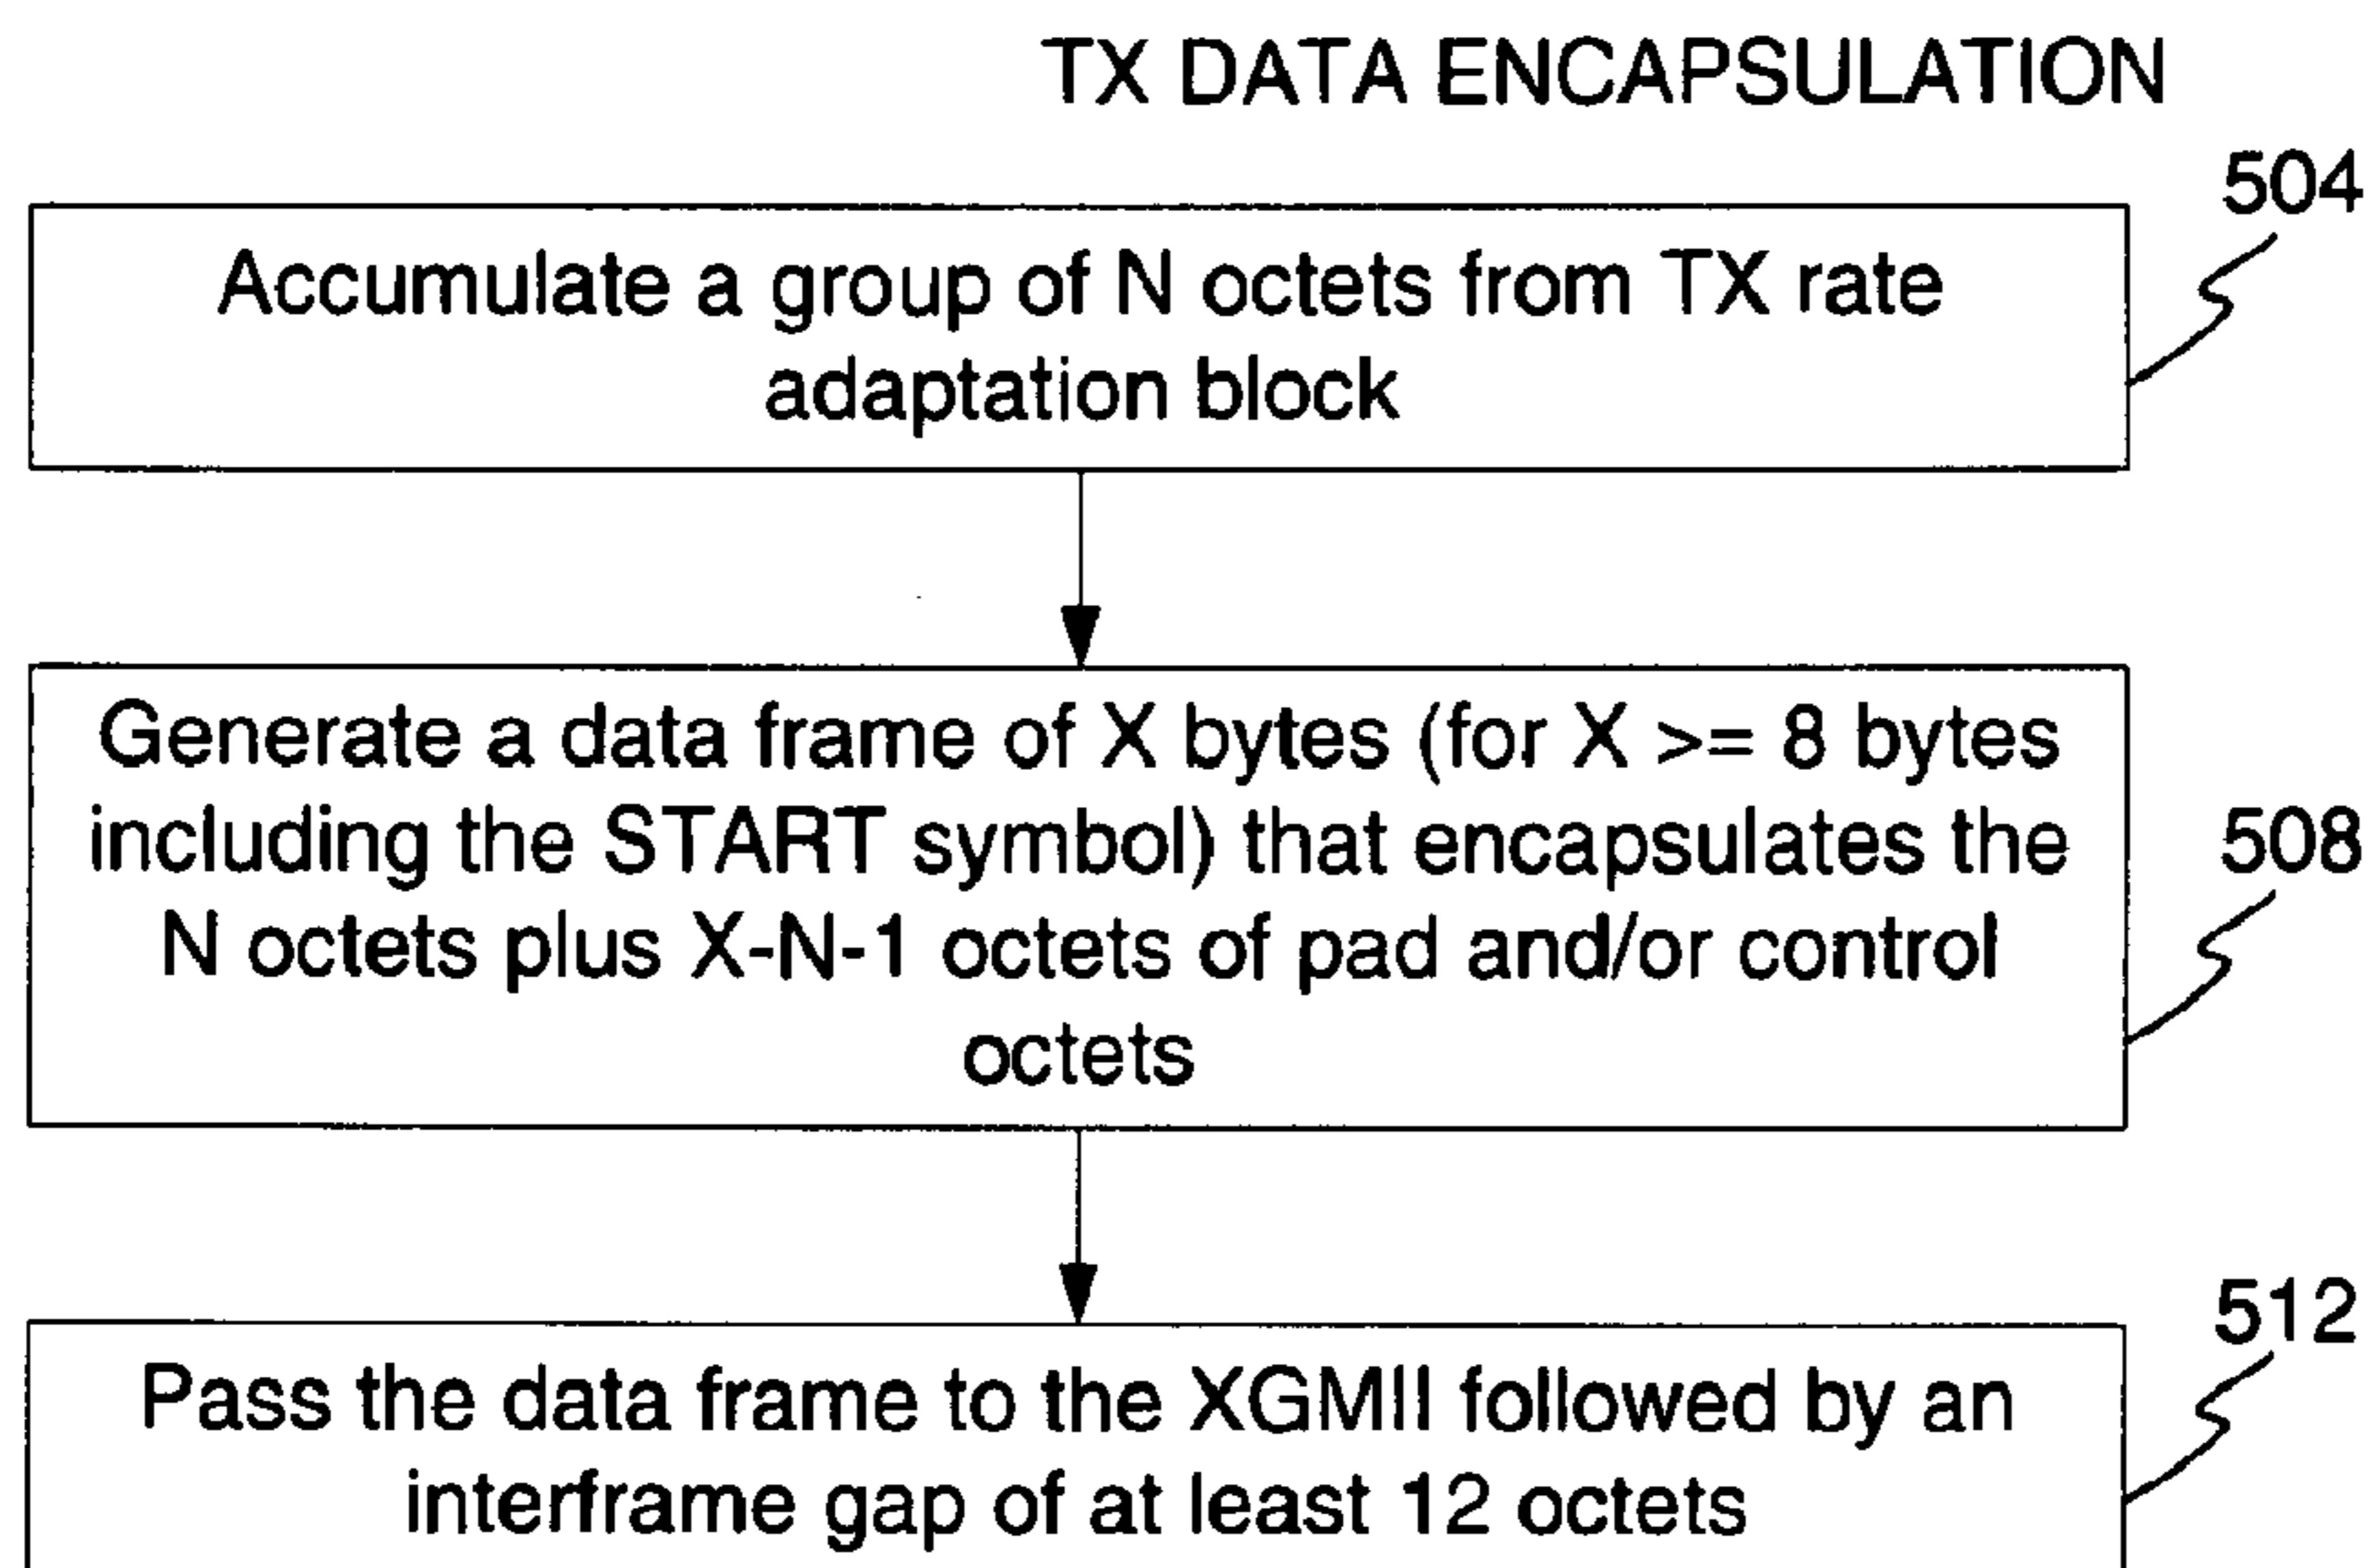 TX DATA ENCAPSULATION
504
Accumulate a group of N octets from TX rate
adaptation block
Generate a data frame of X bytes (for X >= 8 bytes
including the START symbol) that encapsulates the
508
N octets plus X-N-1 octets of pad and/or control
octets
512
Pass the data frame to the XGMII followed by an
interframe gap of at least 12 octets